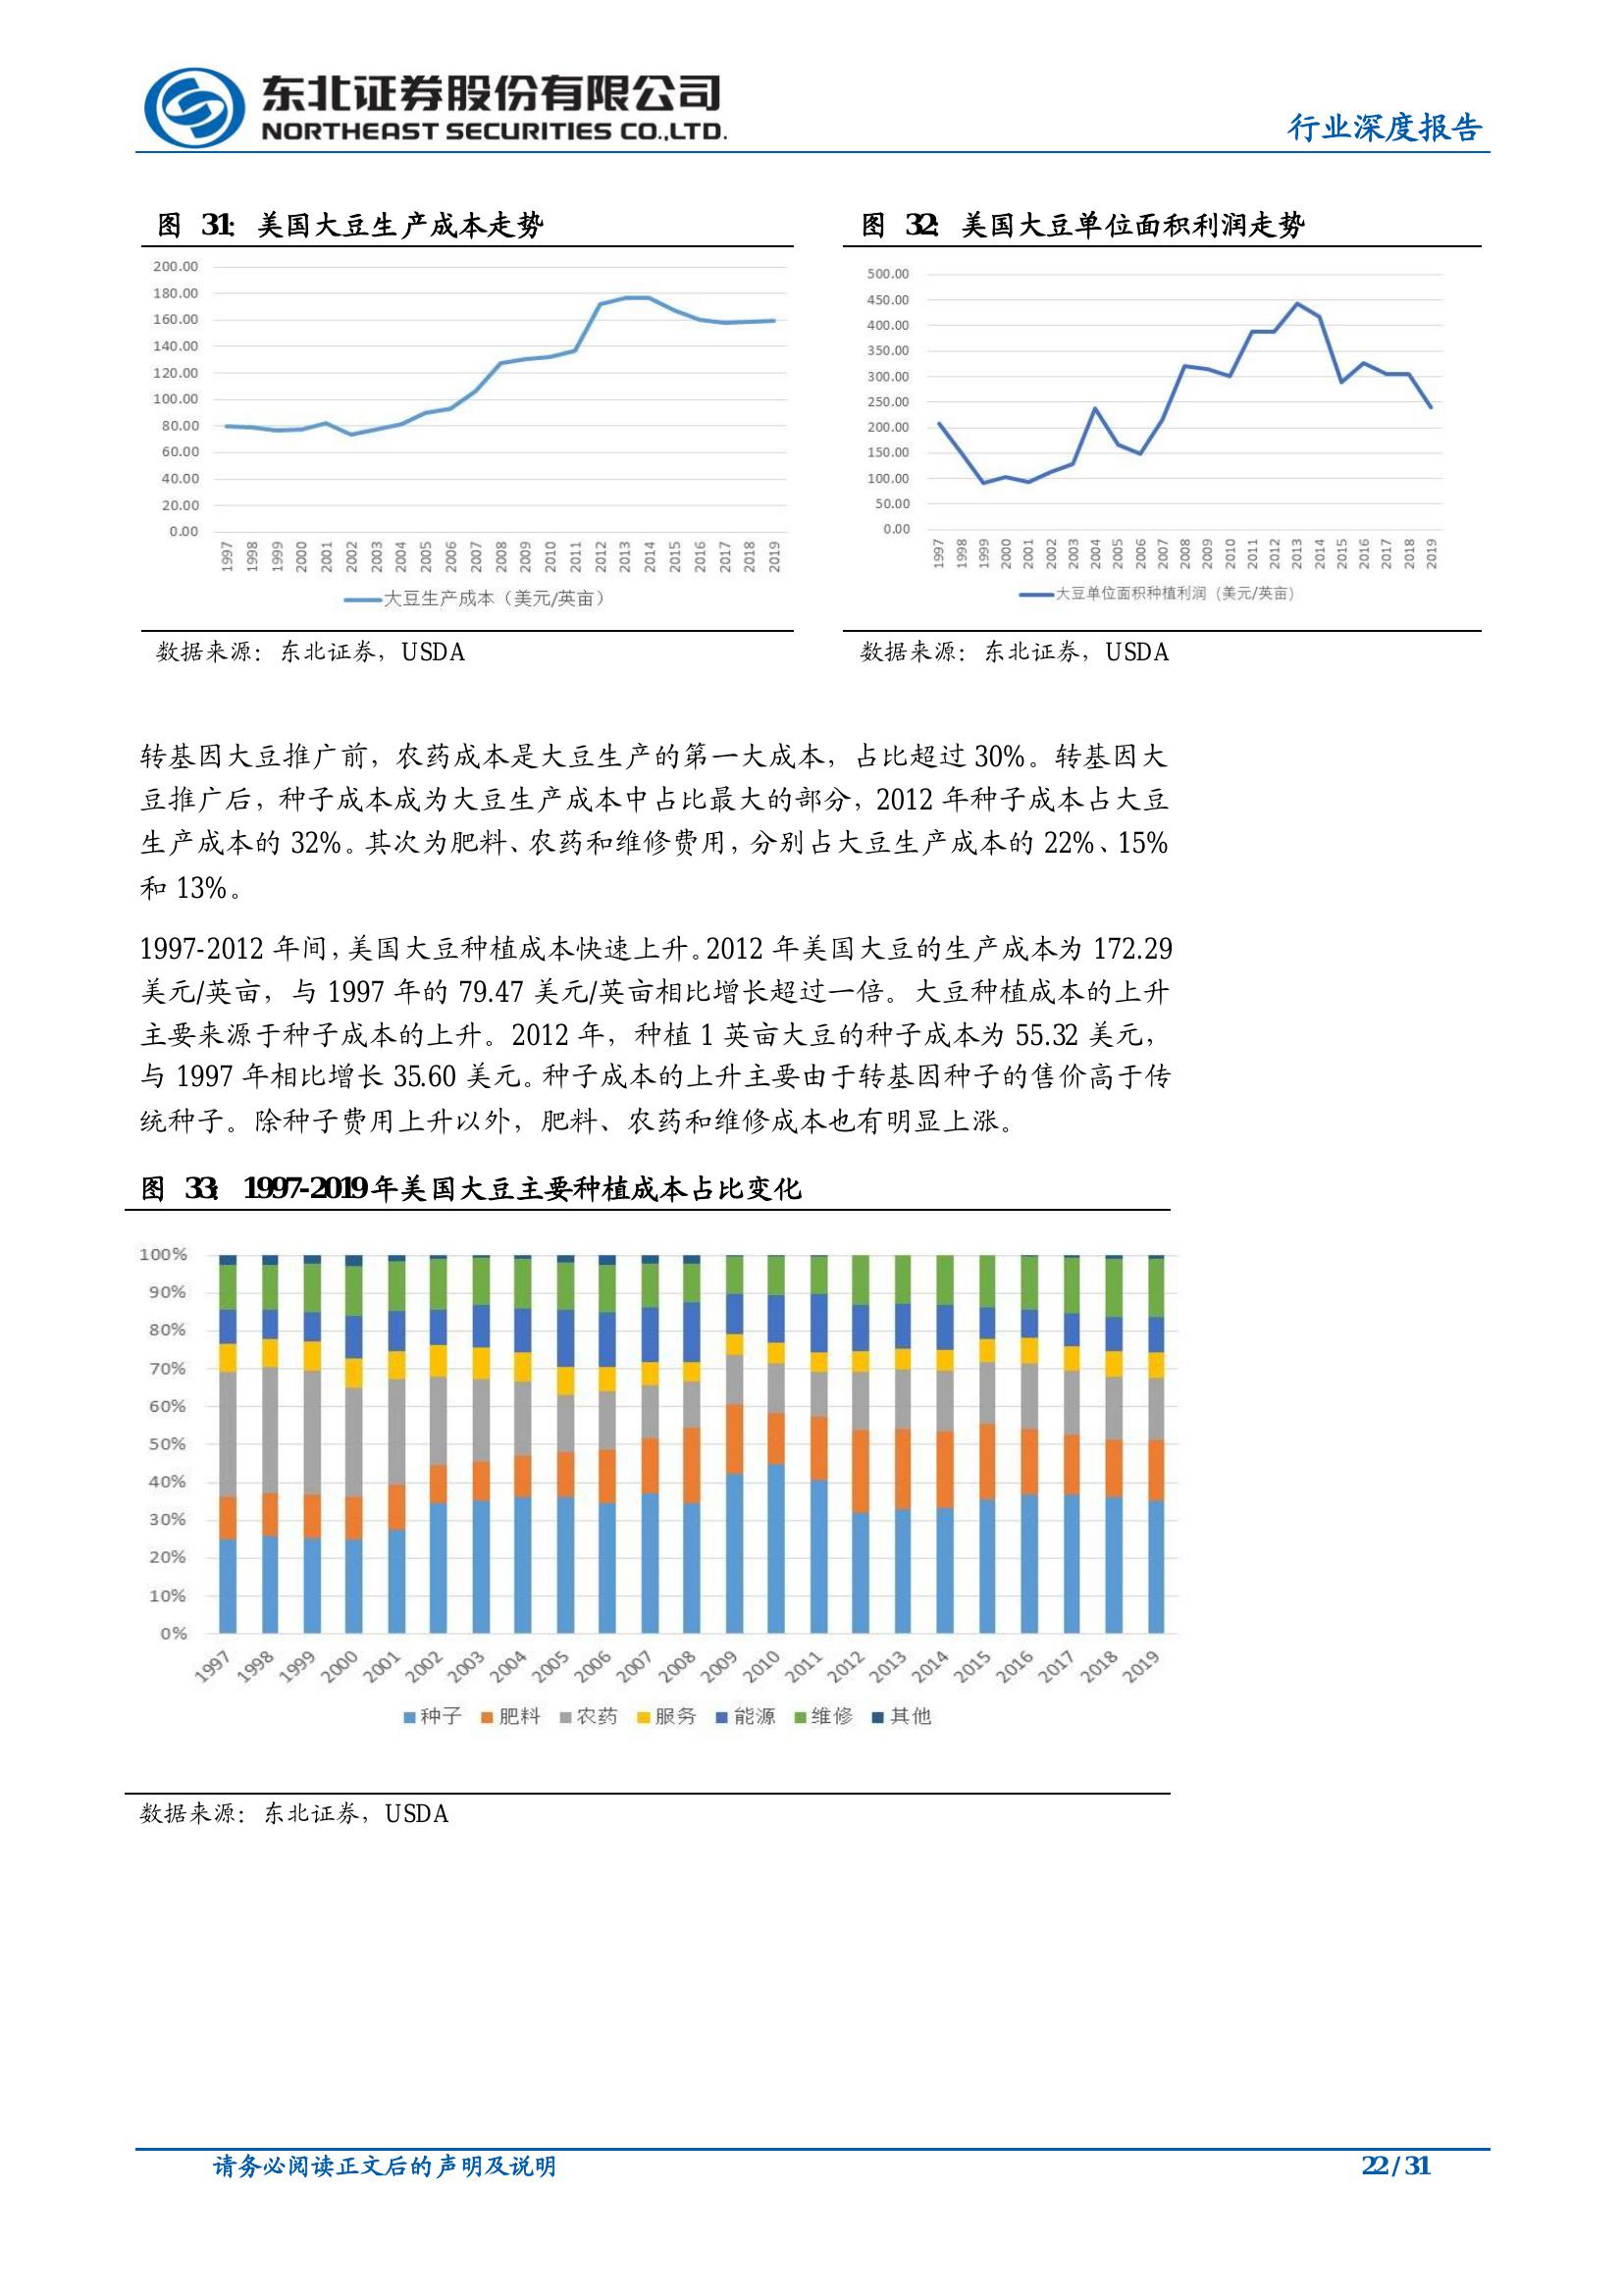 东北证券股份有限公司
NORTHEAST SECURITIES CO.,LTD.
行业深度报告
图 31: 美国大豆生产成本走势
200.00
180.00
160.00
140.00
120.00
100.00
80.00
60.00
40.00
20.00
0.00
1997 1998 1999 2000 2001 2002 2003 2004 2005 2006 2007 2008 2009 2010 2011 2012 2013 2014 2015 2016 2017 2018 2019
大豆生产成本（美元/英亩）
数据来源：东北证券，USDA
图 32: 美国大豆单位面积利润走势
500.00
450.00
400.00
350.00
300.00
250.00
200.00
150.00
100.00
50.00
0.00
1997 1998 1999 2000 2001 2002 2003 2004 2005 2006 2007 2008 2009 2010 2011 2012 2013 2014 2015 2016 2017 2018 2019
大豆单位面积种植利润（美元/英亩）
数据来源：东北证券，USDA
转基因大豆推广前，农药成本是大豆生产的第一大成本，占比超过 30%。转基因大
豆推广后，种子成本成为大豆生产成本中占比最大的部分，2012 年种子成本占大豆
生产成本的 32%。其次为肥料、农药和维修费用，分别占大豆生产成本的 22%、15%
和 13%。
1997-2012 年间，美国大豆种植成本快速上升。2012 年美国大豆的生产成本为 172.29
美元/英亩，与 1997 年的 79.47 美元/英亩相比增长超过一倍。大豆种植成本的上升
主要来源于种子成本的上升。2012 年，种植 1 英亩大豆的种子成本为 55.32 美元，
与 1997 年相比增长 35.60 美元。种子成本的上升主要由于转基因种子的售价高于传
统种子。除种子费用上升以外，肥料、农药和维修成本也有明显上涨。
图 33: 1997-2019年美国大豆主要种植成本占比变化
100%
90%
80%
70%
60%
50%
40%
30%
20%
10%
0%
1997 1998 1999 2000 2001 2002 2003 2004 2005 2006 2007 2008 2009 2010 2011 2012 2013 2014 2015 2016 2017 2018 2019
种子 肥料 农药 服务 能源 维修 其他
数据来源：东北证券，USDA
请务必阅读正文后的声明及说明
22 / 31